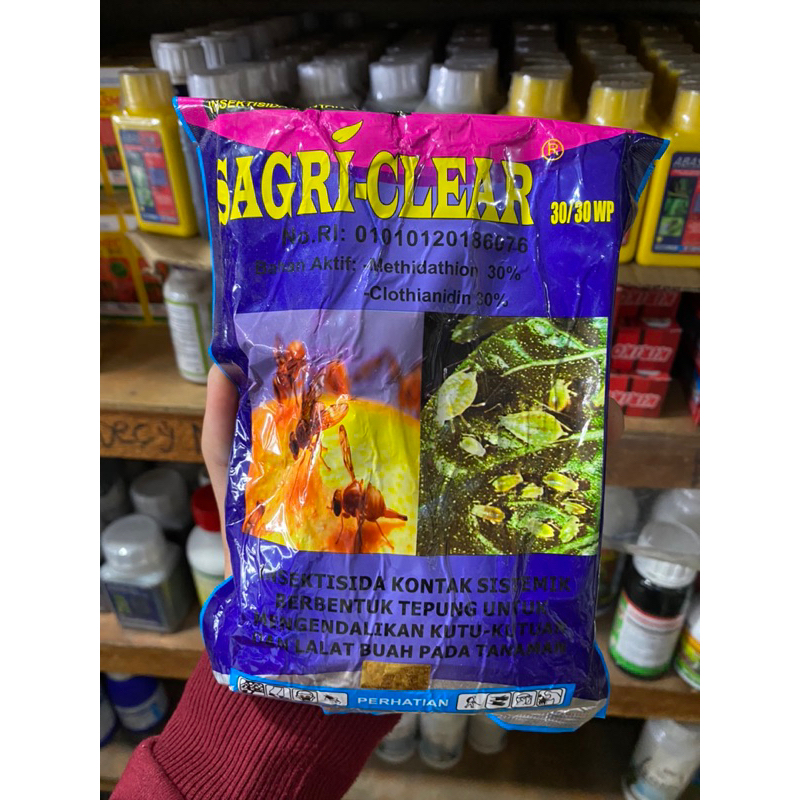 SAGRI-CLEAR ®
30/30 WP
No.RI: 01010120186076
Bahan Aktif: -Methidathion 30%
-Clothianidin 30%
INSEKTISIDA KONTAK SISTEMIK
BERBENTUK TEPUNG UNTUK
MENGENDALIKAN KUTU-KUTUAN
DAN LALAT BUAH PADA TANAMAN
PERHATIAN